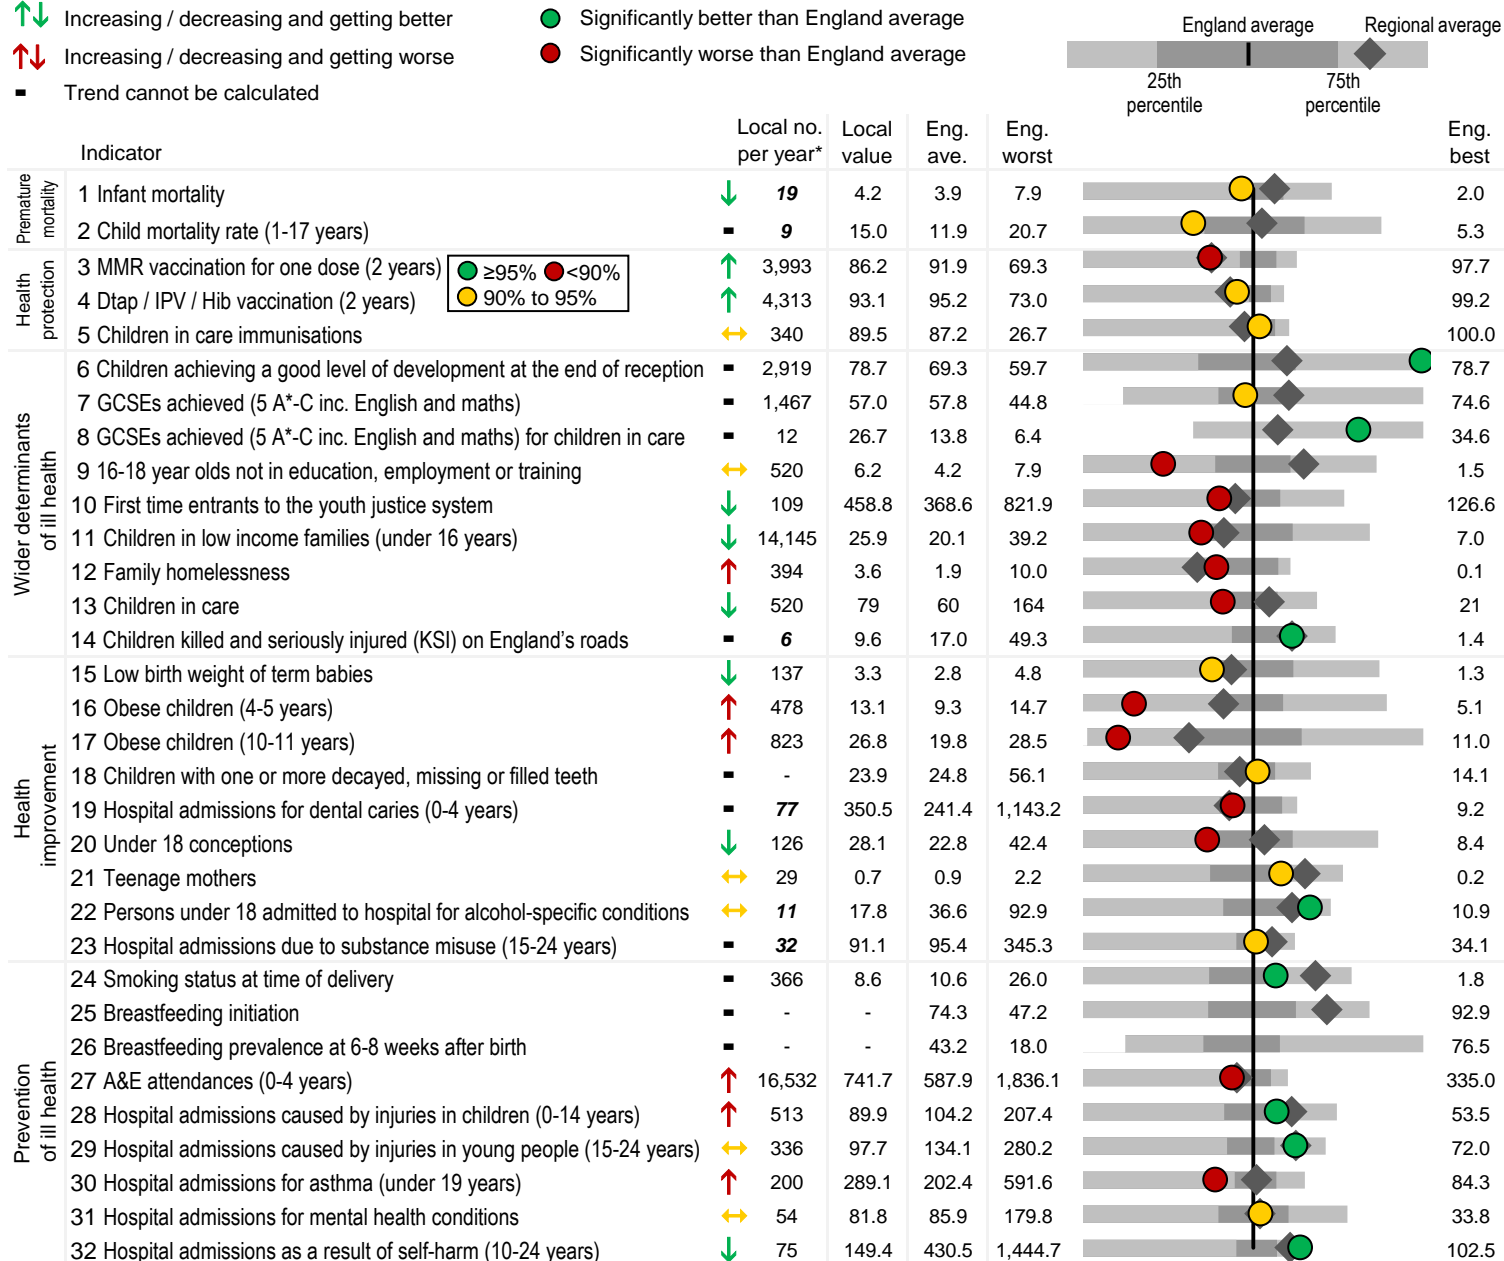 Increasing / decreasing and getting better
Significantly better than England average
England average
Regional average
Increasing / decreasing and getting worse
Significantly worse than England average
Trend cannot be calculated
25th percentile
75th percentile
Indicator
Local no. per year*
Local value
Eng. ave.
Eng. worst
Eng. best
Premature mortality
1 Infant mortality 19 4.2 3.9 7.9 2.0
2 Child mortality rate (1-17 years) 9 15.0 11.9 20.7 5.3
Health protection
3 MMR vaccination for one dose (2 years) ≥95% <90% 3,993 86.2 91.9 69.3 97.7
90% to 95%
4 Dtap / IPV / Hib vaccination (2 years) 4,313 93.1 95.2 73.0 99.2
5 Children in care immunisations 340 89.5 87.2 26.7 100.0
Wider determinants of ill health
6 Children achieving a good level of development at the end of reception 2,919 78.7 69.3 59.7 78.7
7 GCSEs achieved (5 A*-C inc. English and maths) 1,467 57.0 57.8 44.8 74.6
8 GCSEs achieved (5 A*-C inc. English and maths) for children in care 12 26.7 13.8 6.4 34.6
9 16-18 year olds not in education, employment or training 520 6.2 4.2 7.9 1.5
10 First time entrants to the youth justice system 109 458.8 368.6 821.9 126.6
11 Children in low income families (under 16 years) 14,145 25.9 20.1 39.2 7.0
12 Family homelessness 394 3.6 1.9 10.0 0.1
13 Children in care 520 79 60 164 21
14 Children killed and seriously injured (KSI) on England's roads 6 9.6 17.0 49.3 1.4
Health improvement
15 Low birth weight of term babies 137 3.3 2.8 4.8 1.3
16 Obese children (4-5 years) 478 13.1 9.3 14.7 5.1
17 Obese children (10-11 years) 823 26.8 19.8 28.5 11.0
18 Children with one or more decayed, missing or filled teeth - 23.9 24.8 56.1 14.1
19 Hospital admissions for dental caries (0-4 years) 77 350.5 241.4 1,143.2 9.2
20 Under 18 conceptions 126 28.1 22.8 42.4 8.4
21 Teenage mothers 29 0.7 0.9 2.2 0.2
22 Persons under 18 admitted to hospital for alcohol-specific conditions 11 17.8 36.6 92.9 10.9
23 Hospital admissions due to substance misuse (15-24 years) 32 91.1 95.4 345.3 34.1
Prevention of ill health
24 Smoking status at time of delivery 366 8.6 10.6 26.0 1.8
25 Breastfeeding initiation - - 74.3 47.2 92.9
26 Breastfeeding prevalence at 6-8 weeks after birth - - 43.2 18.0 76.5
27 A&E attendances (0-4 years) 16,532 741.7 587.9 1,836.1 335.0
28 Hospital admissions caused by injuries in children (0-14 years) 513 89.9 104.2 207.4 53.5
29 Hospital admissions caused by injuries in young people (15-24 years) 336 97.7 134.1 280.2 72.0
30 Hospital admissions for asthma (under 19 years) 200 289.1 202.4 591.6 84.3
31 Hospital admissions for mental health conditions 54 81.8 85.9 179.8 33.8
32 Hospital admissions as a result of self-harm (10-24 years) 75 149.4 430.5 1,444.7 102.5